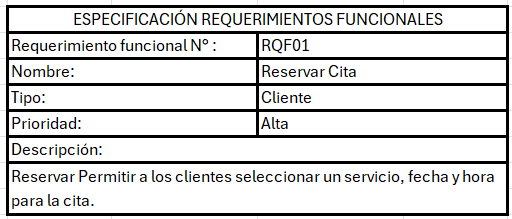 ESPECIFICACIÓN REQUERIMIENTOS FUNCIONALES
Requerimiento funcional N° : RQF01
Nombre: Reservar Cita
Tipo: Cliente
Prioridad: Alta
Descripción:
Reservar Permitir a los clientes seleccionar un servicio, fecha y hora
para la cita.